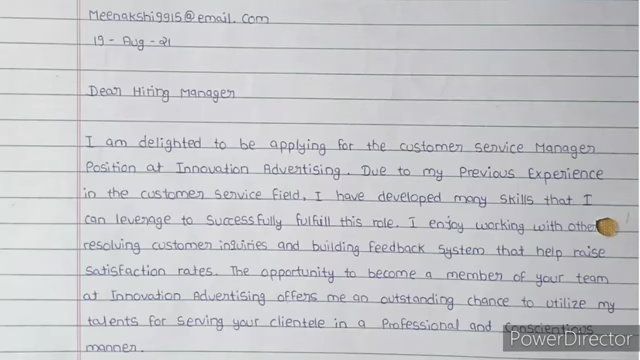 Meenakshi9915@email.com
19-Aug-21
Dear Hiring Manager
I am delighted to be applying for the customer service Manager
Position at Innovation Advertising. Due to my Previous Experience
in the customer service field, I have developed many skills that I
can leverage to successfully fulfill this role. I enjoy working with other
resolving customer inquiries and building feedback system that help raise
satisfaction rates. The opportunity to become a member of your team
at Innovation Advertising offers me an outstanding chance to utilize my
talents for serving your clientele in a Professional and conscientious
manner.
PowerDirector